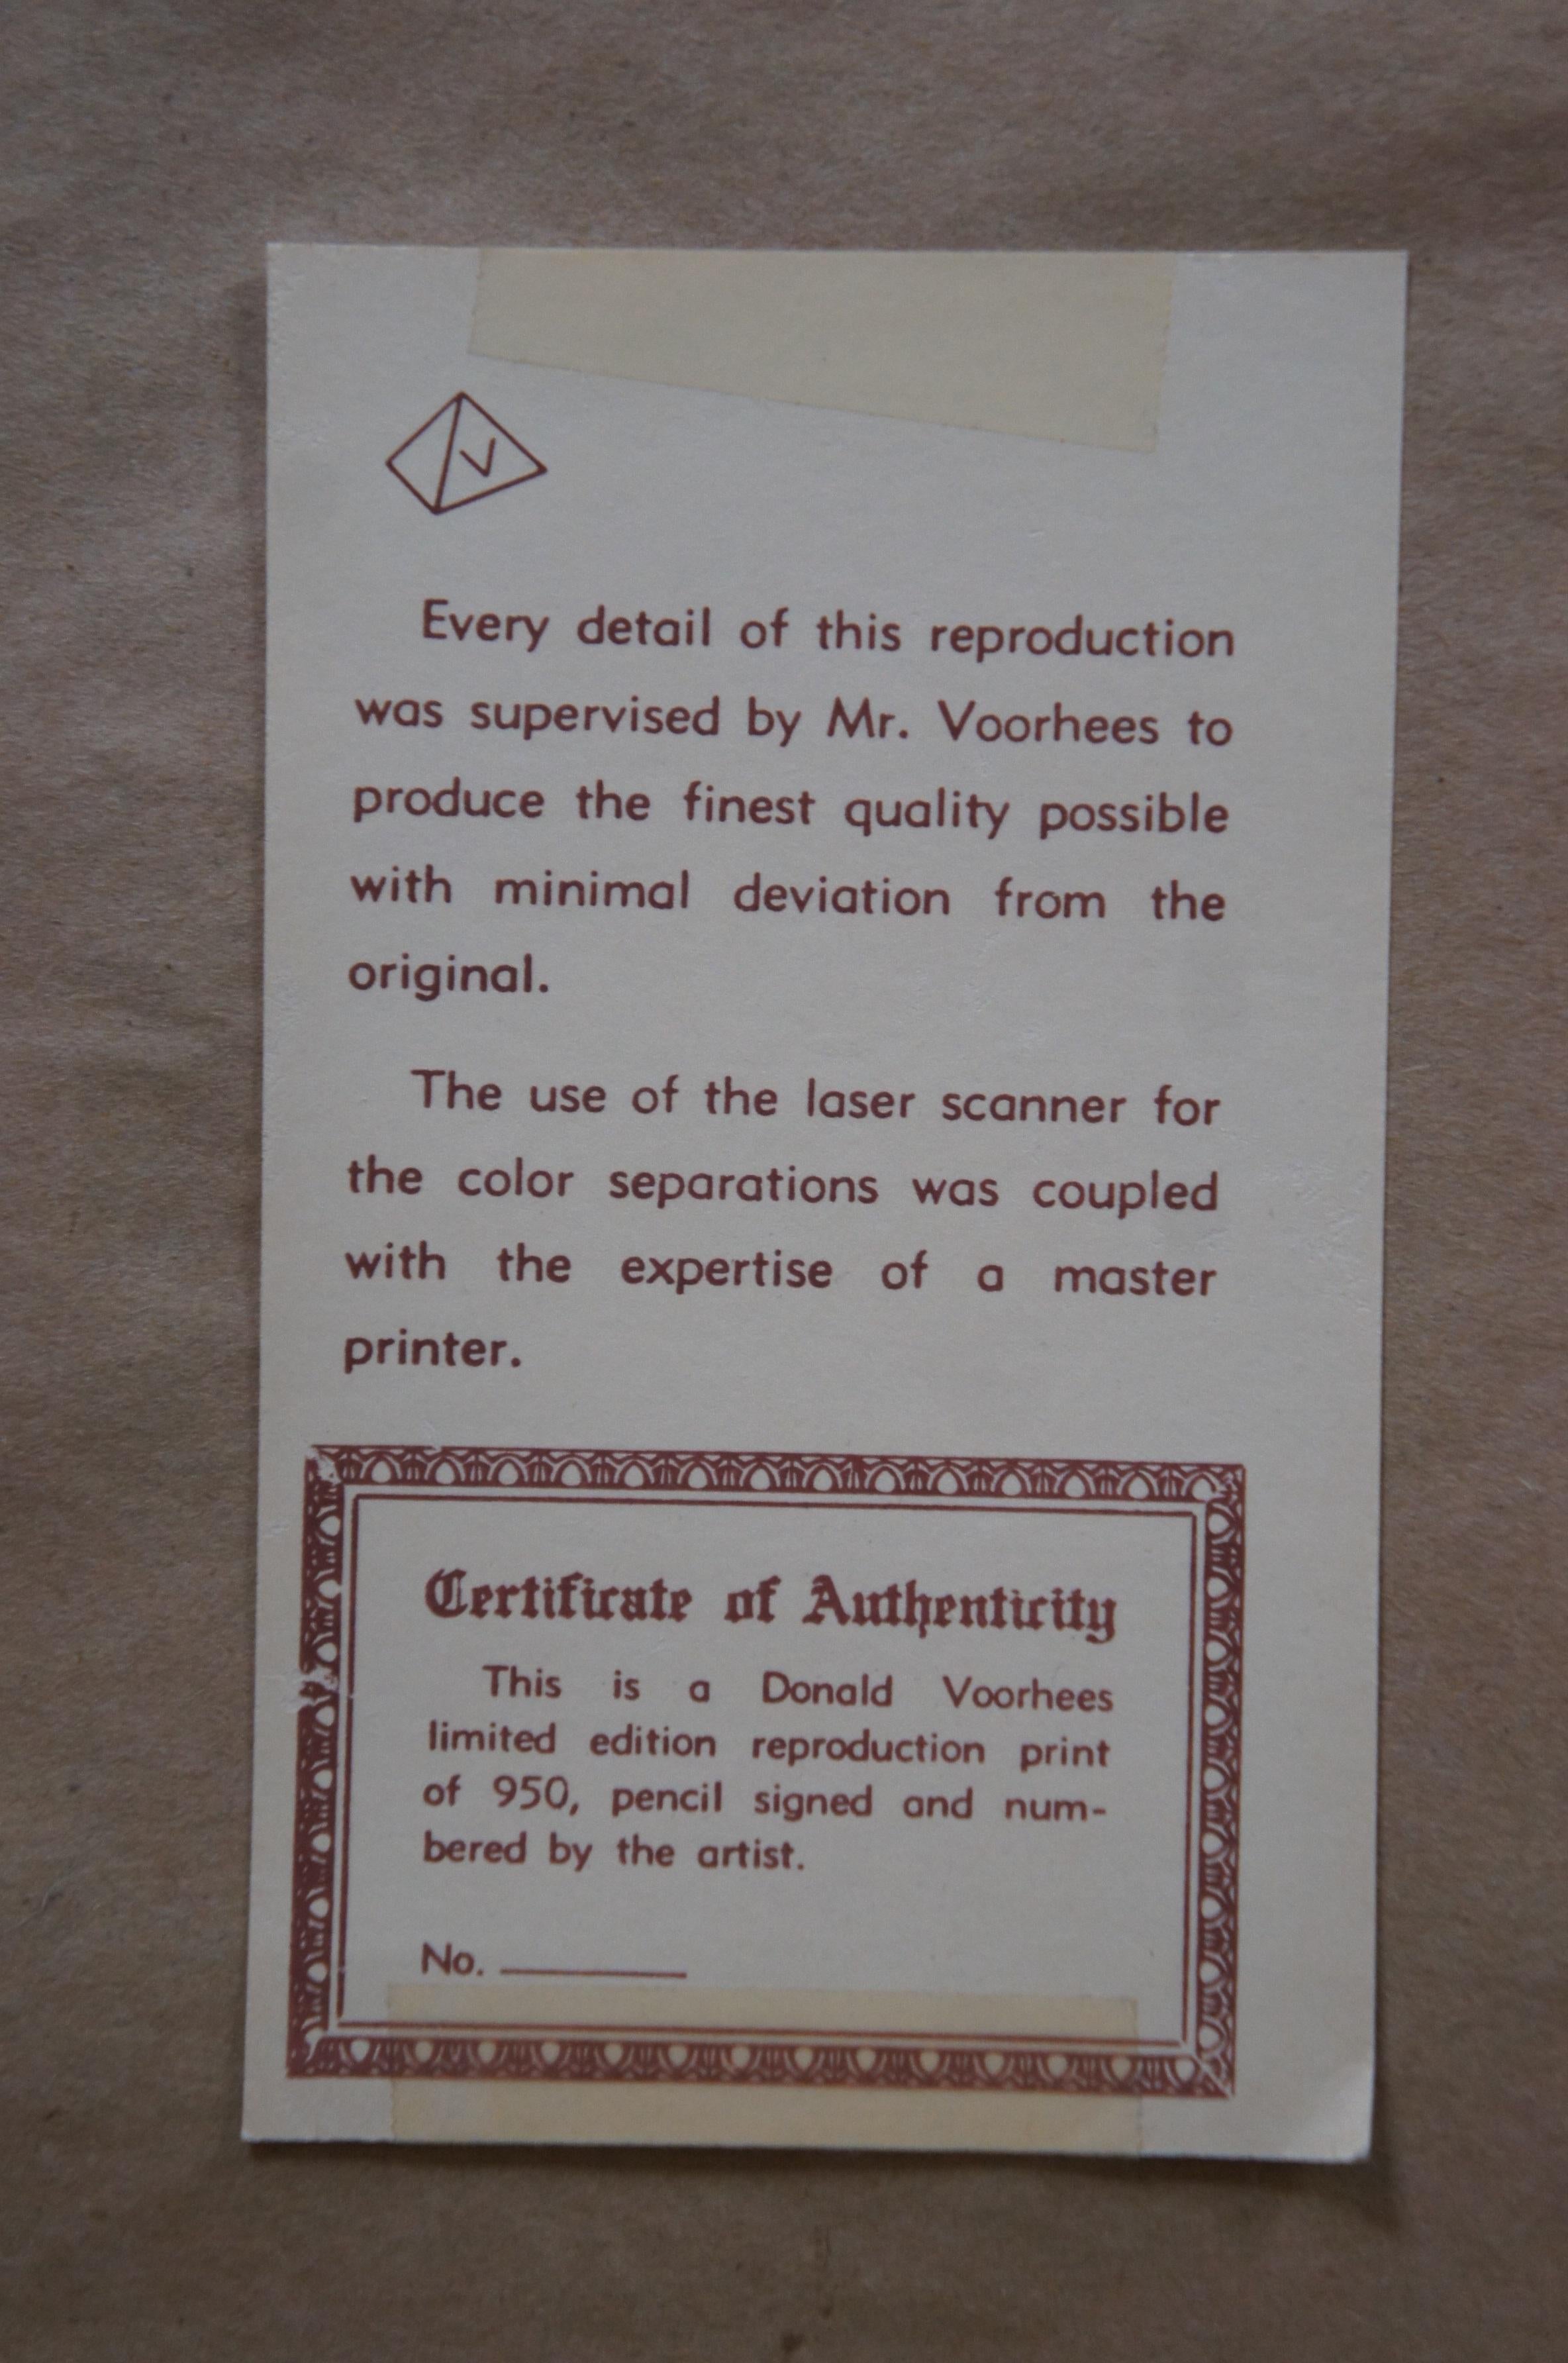 V
Every detail of this reproduction
was supervised by Mr. Voorhees to
produce the finest quality possible
with minimal deviation from the
original.
The use of the laser scanner for
the color separations was coupled
with the expertise of a master
printer.
Certificate of Authenticity
This is a Donald Voorhees
limited edition reproduction print
of 950, pencil signed and num-
bered by the artist.
No. ________